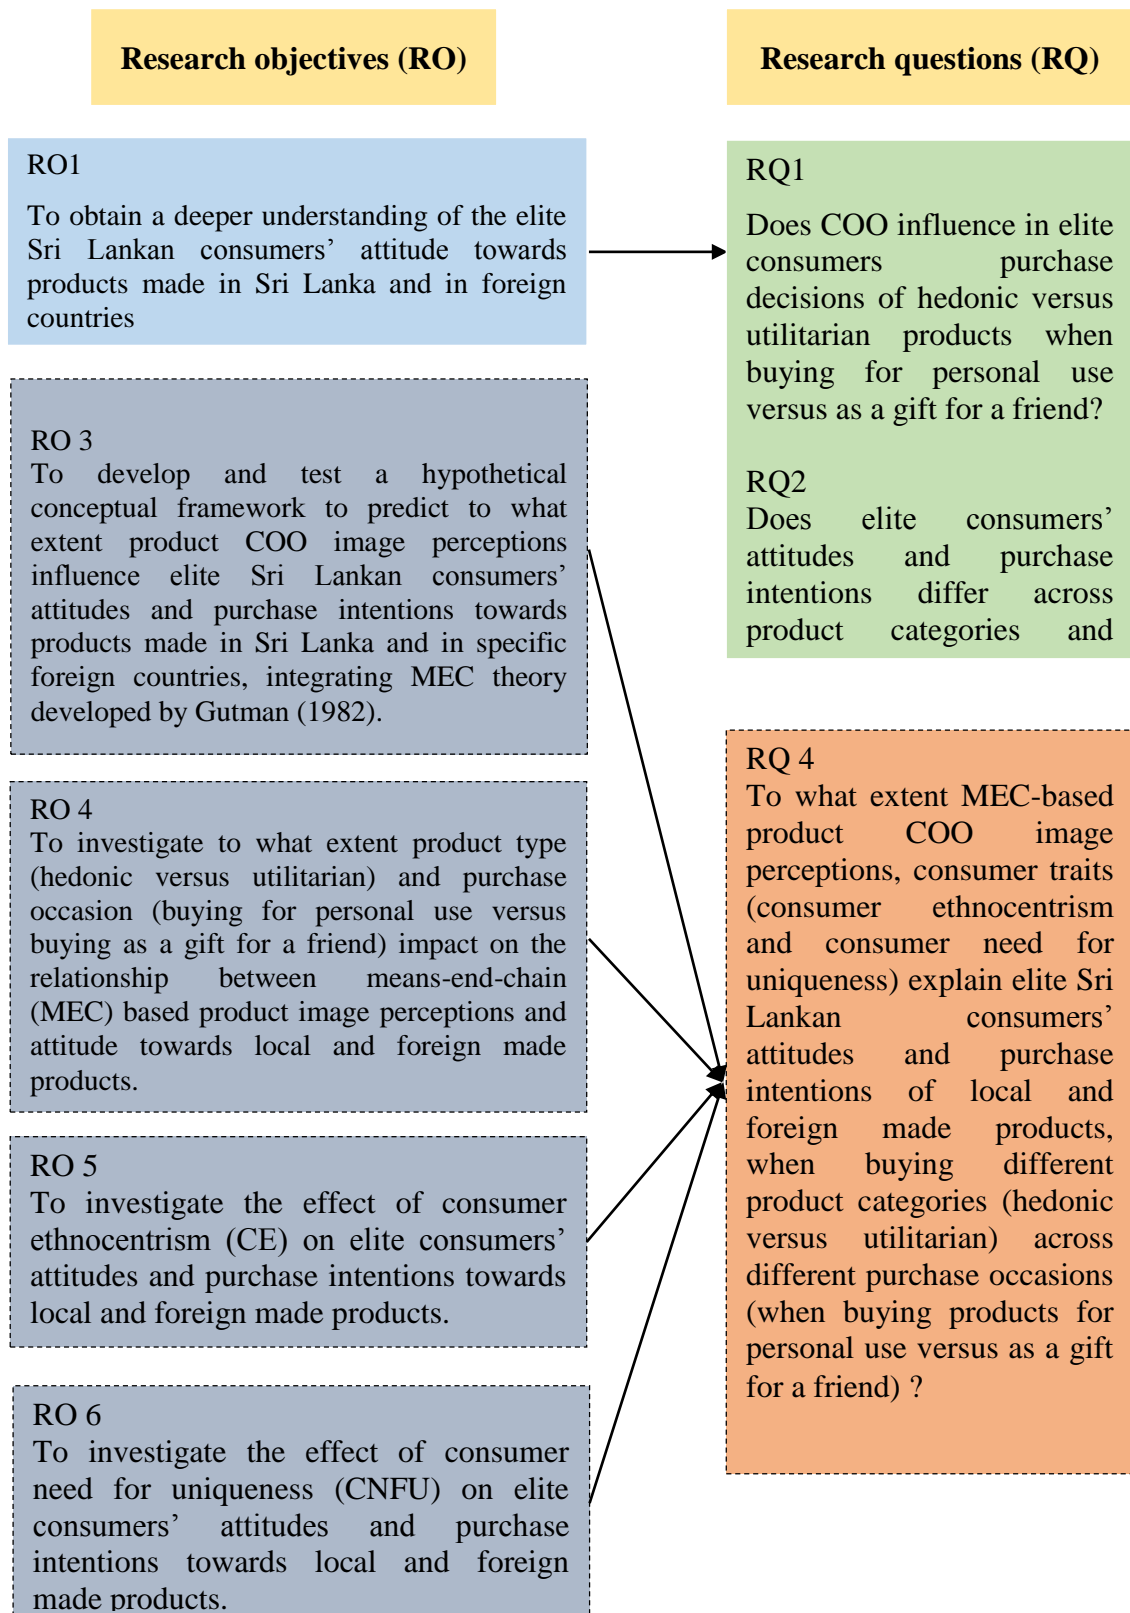 Research objectives (RO)
Research questions (RQ)
RO1
To obtain a deeper understanding of the elite
Sri Lankan consumers’ attitude towards
products made in Sri Lanka and in foreign
countries
RO 3
To develop and test a hypothetical
conceptual framework to predict to what
extent product COO image perceptions
influence elite Sri Lankan consumers’
attitudes and purchase intentions towards
products made in Sri Lanka and in specific
foreign countries, integrating MEC theory
developed by Gutman (1982).
RO 4
To investigate to what extent product type
(hedonic versus utilitarian) and purchase
occasion (buying for personal use versus
buying as a gift for a friend) impact on the
relationship between means-end-chain
(MEC) based product image perceptions and
attitude towards local and foreign made
products.
RO 5
To investigate the effect of consumer
ethnocentrism (CE) on elite consumers’
attitudes and purchase intentions towards
local and foreign made products.
RO 6
To investigate the effect of consumer
need for uniqueness (CNFU) on elite
consumers’ attitudes and purchase
intentions towards local and foreign
made products.
RQ1
Does COO influence in elite
consumers purchase
decisions of hedonic versus
utilitarian products when
buying for personal use
versus as a gift for a friend?
RQ2
Does elite consumers’
attitudes and purchase
intentions differ across
product categories and
RQ 4
To what extent MEC-based
product COO image
perceptions, consumer traits
(consumer ethnocentrism
and consumer need for
uniqueness) explain elite Sri
Lankan consumers’
attitudes and purchase
intentions of local and
foreign made products,
when buying different
product categories (hedonic
versus utilitarian) across
different purchase occasions
(when buying products for
personal use versus as a gift
for a friend) ?